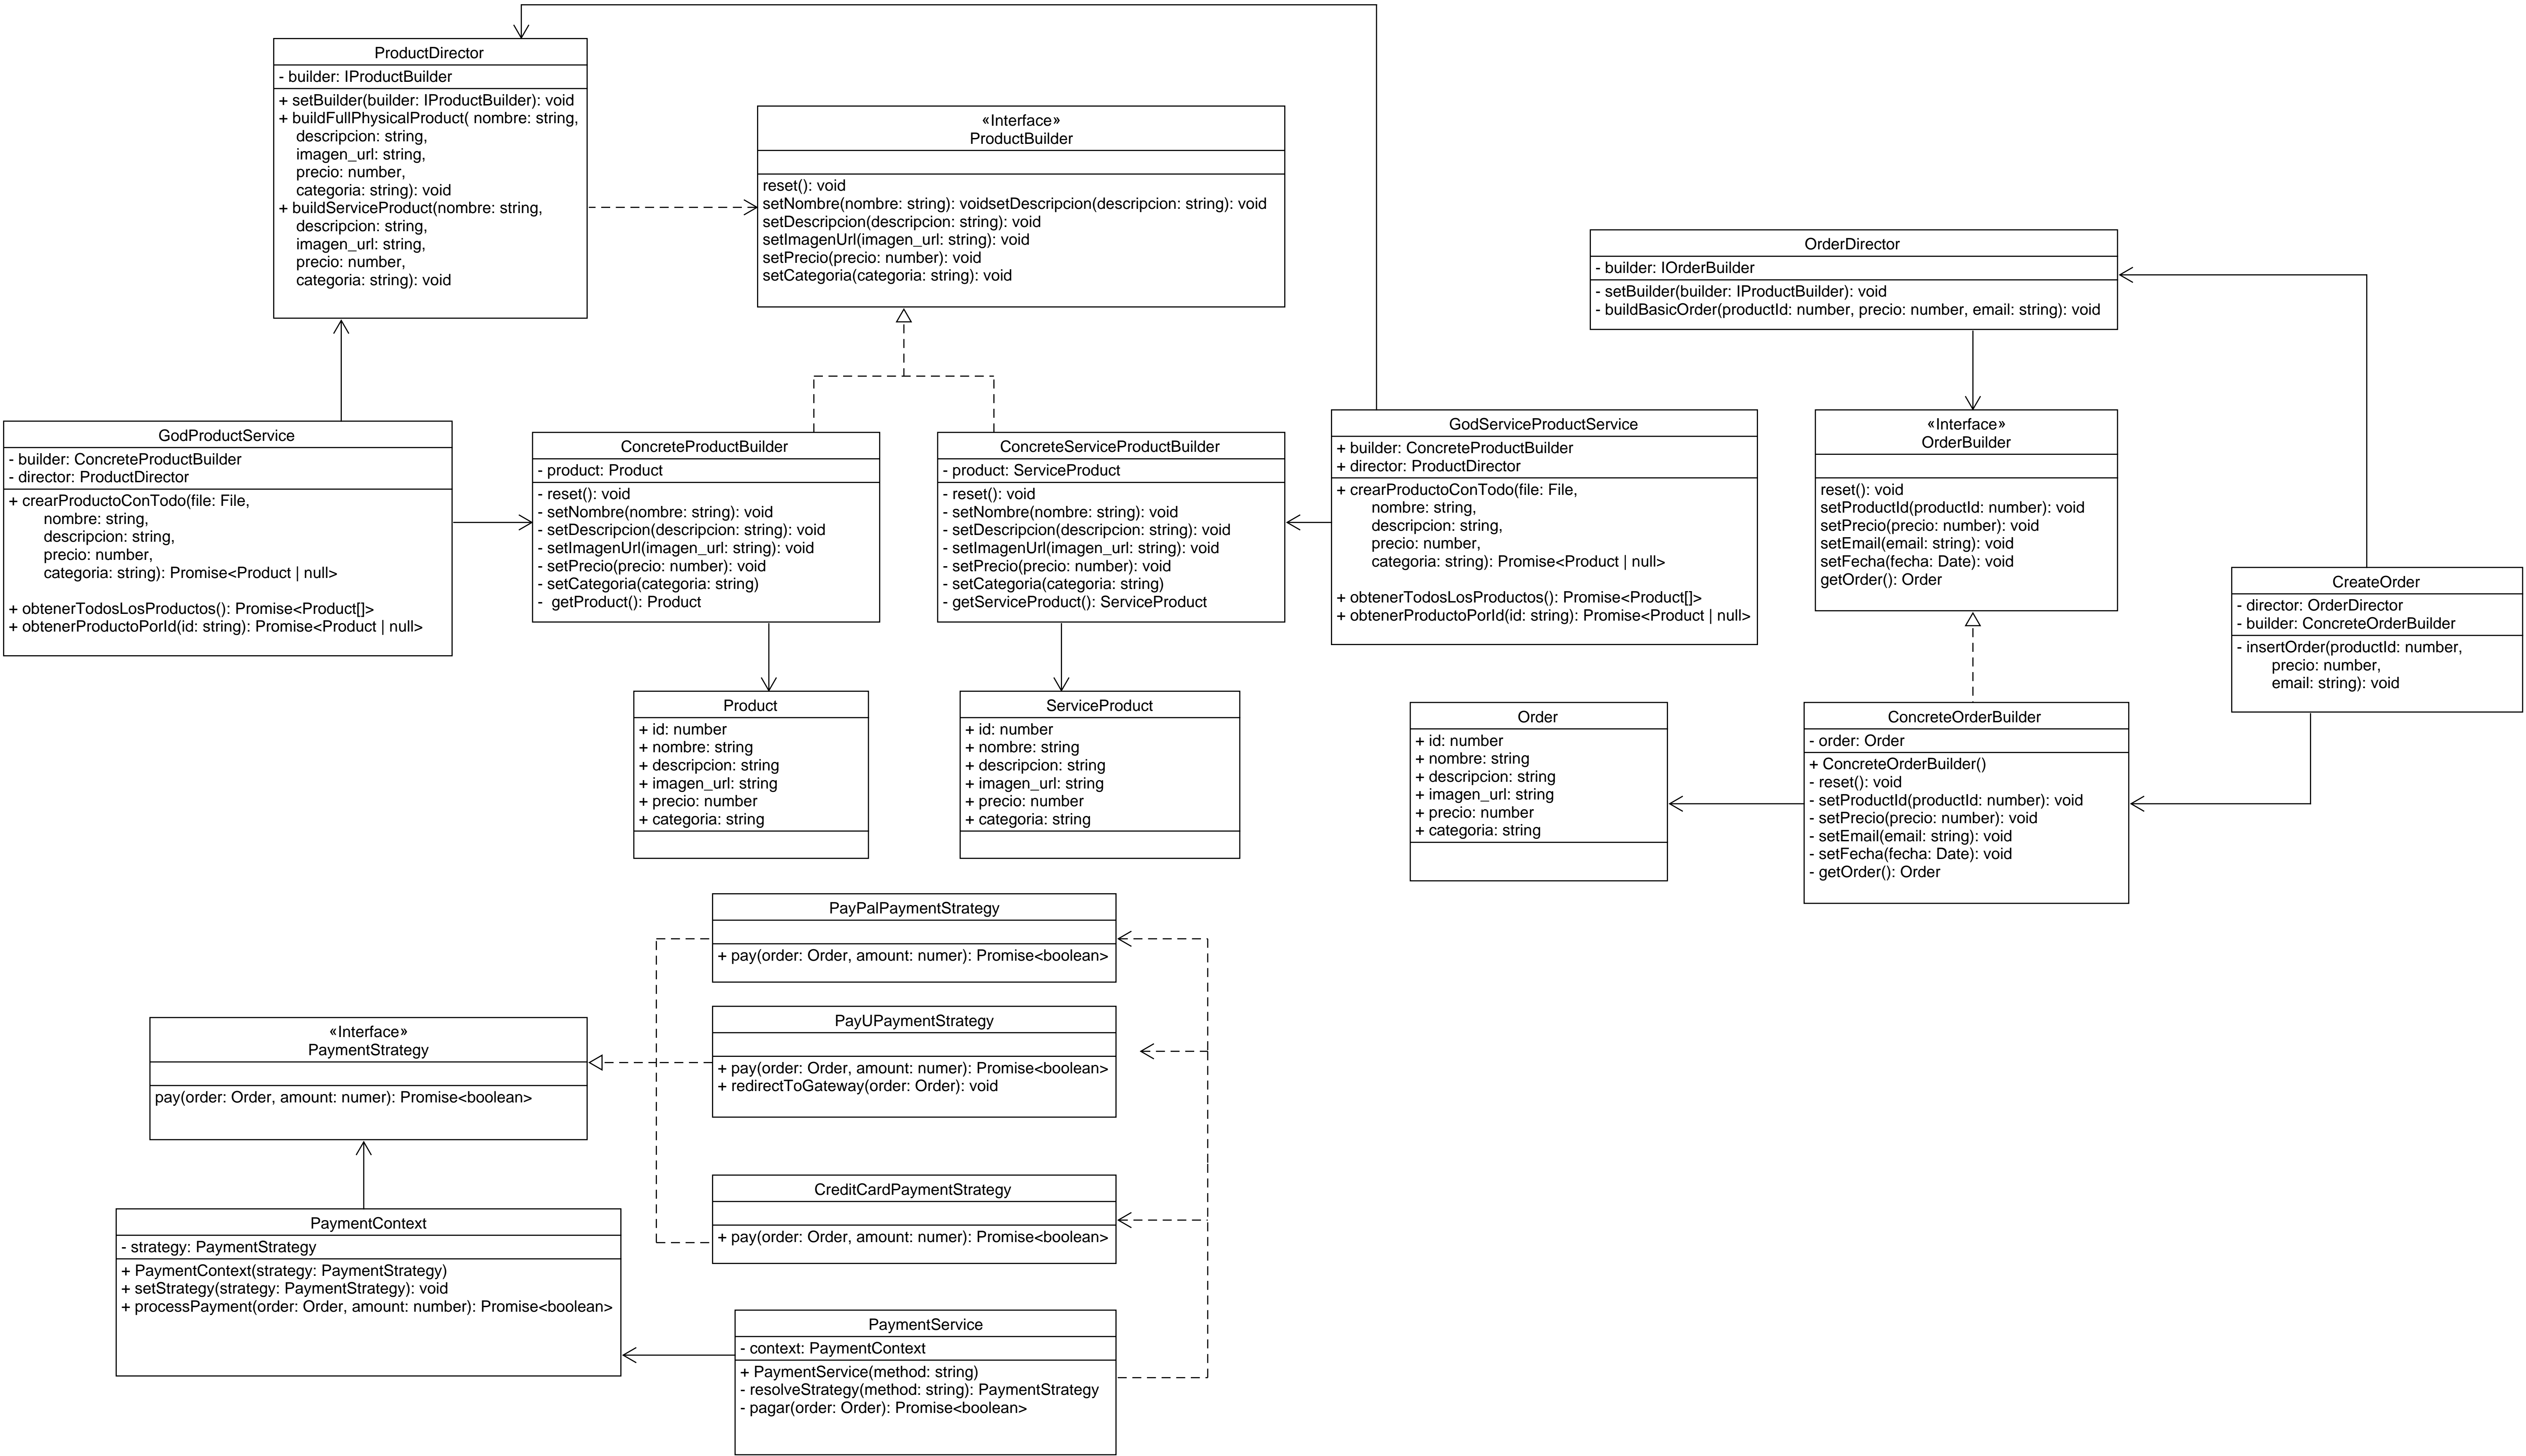 ProductDirector
- builder: IProductBuilder
+ setBuilder(builder: IProductBuilder): void
+ buildFullPhysicalProduct( nombre: string,
descripcion: string,
imagen_url: string,
precio: number,
categoria: string): void
+ buildServiceProduct(nombre: string,
descripcion: string,
imagen_url: string,
precio: number,
categoria: string): void
«Interface»
ProductBuilder
reset(): void
setNombre(nombre: string): voidsetDescripcion(descripcion: string): void
setDescripcion(descripcion: string): void
setImagenUrl(imagen_url: string): void
setPrecio(precio: number): void
setCategoria(categoria: string): void
OrderDirector
- builder: IOrderBuilder
- setBuilder(builder: IProductBuilder): void
- buildBasicOrder(productId: number, precio: number, email: string): void
GodProductService
- builder: ConcreteProductBuilder
- director: ProductDirector
+ crearProductoConTodo(file: File,
nombre: string,
descripcion: string,
precio: number,
categoria: string): Promise<Product | null>
+ obtenerTodosLosProductos(): Promise<Product[]>
+ obtenerProductoPorId(id: string): Promise<Product | null>
ConcreteProductBuilder
- product: Product
- reset(): void
- setNombre(nombre: string): void
- setDescripcion(descripcion: string): void
- setImagenUrl(imagen_url: string): void
- setPrecio(precio: number): void
- setCategoria(categoria: string)
- getProduct(): Product
ConcreteServiceProductBuilder
- product: ServiceProduct
- reset(): void
- setNombre(nombre: string): void
- setDescripcion(descripcion: string): void
- setImagenUrl(imagen_url: string): void
- setPrecio(precio: number): void
- setCategoria(categoria: string)
- getServiceProduct(): ServiceProduct
GodServiceProductService
+ builder: ConcreteProductBuilder
+ director: ProductDirector
+ crearProductoConTodo(file: File,
nombre: string,
descripcion: string,
precio: number,
categoria: string): Promise<Product | null>
+ obtenerTodosLosProductos(): Promise<Product[]>
+ obtenerProductoPorId(id: string): Promise<Product | null>
«Interface»
OrderBuilder
reset(): void
setProductId(productId: number): void
setPrecio(precio: number): void
setEmail(email: string): void
setFecha(fecha: Date): void
getOrder(): Order
CreateOrder
- director: OrderDirector
- builder: ConcreteOrderBuilder
- insertOrder(productId: number,
precio: number,
email: string): void
Product
+ id: number
+ nombre: string
+ descripcion: string
+ imagen_url: string
+ precio: number
+ categoria: string
ServiceProduct
+ id: number
+ nombre: string
+ descripcion: string
+ imagen_url: string
+ precio: number
+ categoria: string
Order
+ id: number
+ nombre: string
+ descripcion: string
+ imagen_url: string
+ precio: number
+ categoria: string
ConcreteOrderBuilder
- order: Order
+ ConcreteOrderBuilder()
- reset(): void
- setProductId(productId: number): void
- setPrecio(precio: number): void
- setEmail(email: string): void
- setFecha(fecha: Date): void
- getOrder(): Order
PayPalPaymentStrategy
+ pay(order: Order, amount: numer): Promise<boolean>
PayUPaymentStrategy
+ pay(order: Order, amount: numer): Promise<boolean>
+ redirectToGateway(order: Order): void
«Interface»
PaymentStrategy
pay(order: Order, amount: numer): Promise<boolean>
CreditCardPaymentStrategy
+ pay(order: Order, amount: numer): Promise<boolean>
PaymentContext
- strategy: PaymentStrategy
+ PaymentContext(strategy: PaymentStrategy)
+ setStrategy(strategy: PaymentStrategy): void
+ processPayment(order: Order, amount: number): Promise<boolean>
PaymentService
- context: PaymentContext
+ PaymentService(method: string)
- resolveStrategy(method: string): PaymentStrategy
- pagar(order: Order): Promise<boolean>